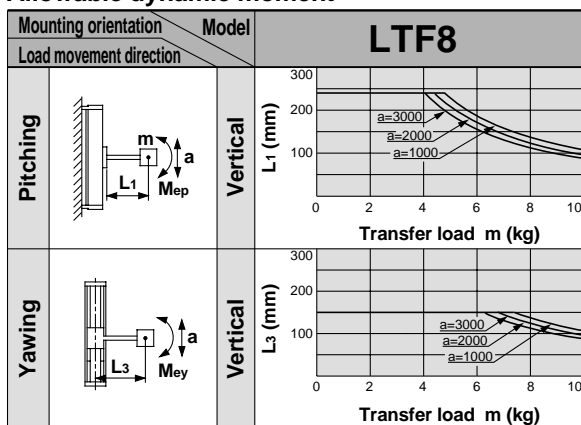 Allowable dynamic moment
Mounting orientation
Model
Load movement direction
LTF8
Pitching
m
a
L1
Mep
Vertical
L1 (mm)
300
200
100
a=3000
a=2000
a=1000
0 2 4 6 8 10
Transfer load m (kg)
Yawing
a
L3
Mey
Vertical
L3 (mm)
300
200
100
a=3000
a=2000
a=1000
0 2 4 6 8 10
Transfer load m (kg)